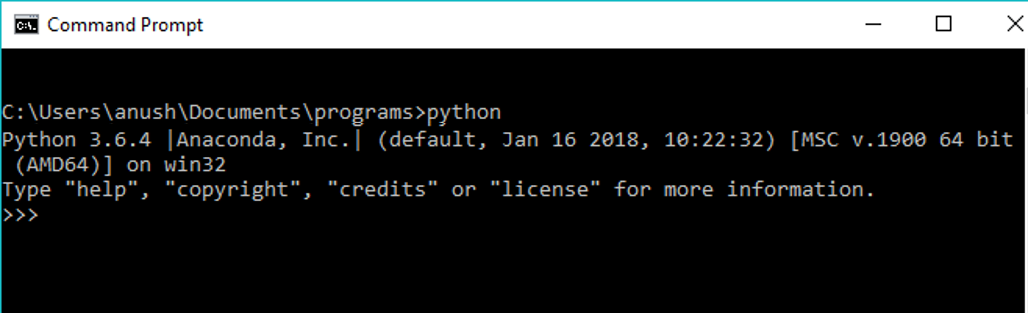 Command Prompt
C:\Users\anush\Documents\programs>python
Python 3.6.4 |Anaconda, Inc.| (default, Jan 16 2018, 10:22:32) [MSC v.1900 64 bit
 (AMD64)] on win32
Type "help", "copyright", "credits" or "license" for more information.
>>>